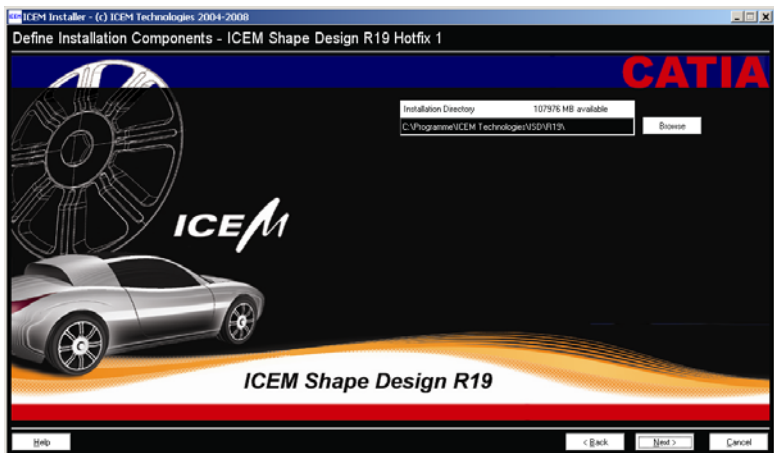 ICEM Installer - (c) ICEM Technologies 2004-2008
Define Installation Components - ICEM Shape Design R19 Hotfix 1
CATIA
Installation Directory 107976 MB available
C:\Programme\ICEM Technologies\ISD\R19\ Browse
ICEM
ICEM Shape Design R19
Help < Back Next > Cancel